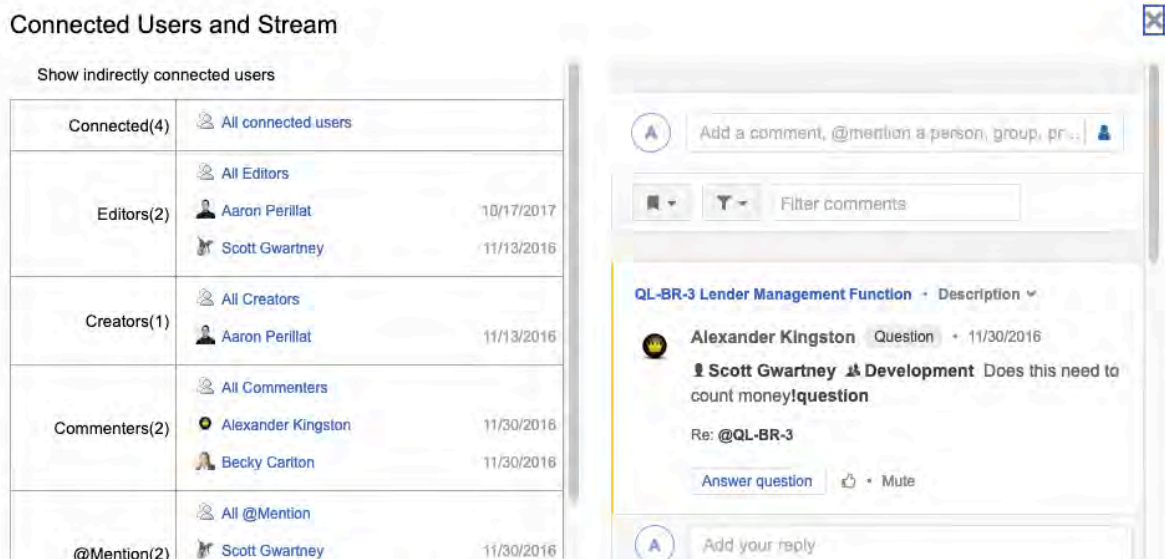 Connected Users and Stream
Show indirectly connected users
Connected(4)
All connected users
Editors(2)
All Editors
Aaron Perillat 10/17/2017
Scott Gwartney 11/13/2016
Creators(1)
All Creators
Aaron Perillat 11/13/2016
Commenters(2)
All Commenters
Alexander Kingston 11/30/2016
Becky Carlton 11/30/2016
@Mention(2)
All @Mention
Scott Gwartney 11/30/2016
A
Add a comment, @mention a person, group, pr...
Filter comments
QL-BR-3 Lender Management Function • Description
Alexander Kingston Question • 11/30/2016
Scott Gwartney Development Does this need to
count money!question
Re: @QL-BR-3
Answer question • Mute
A
Add your reply